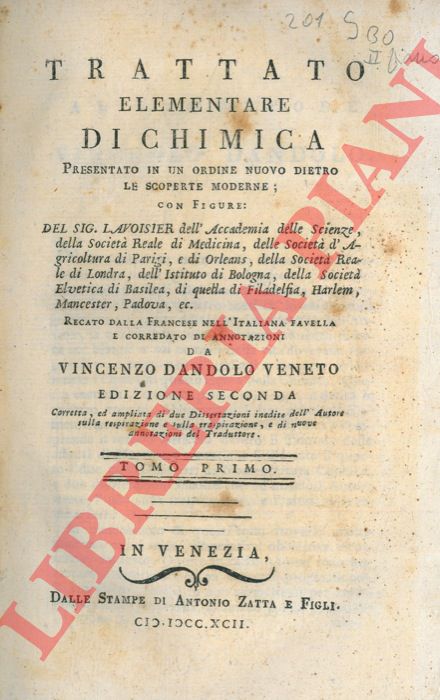 201 S
BO
TRATTATO
ELEMENTARE
DI CHIMICA
PRESENTATO IN UN ORDINE NUOVO DIETRO
LE SCOPERTE MODERNE;
CON FIGURE:
DEL SIG. LAVOISIER dell' Accademia delle Scienze,
della Società Reale di Medicina, delle Società d' A-
gricoltura di Parigi, e di Orleans, della Società Rea-
le di Londra, dell' Istituto di Bologna, della Società
Elvetica di Basilea, di quella di Filadelfia, Harlem,
Mancester, Padova, ec.
RECATO DALLA FRANCESE NELL'ITALIANA FAVELLA
E CORREDATO DI ANNOTAZIONI
DA
VINCENZO DANDOLO VENETO
EDIZIONE SECONDA
Corretta, ed ampliata di due Dissertazioni inedite dell' Autore
sulla respirazione e sulla traspirazione, e di nuove
annotazioni del Traduttore.
TOMO PRIMO.
IN VENEZIA,
DALLE STAMPE DI ANTONIO ZATTA E FIGLI.
CIↃ.IↃCC.XCII.
LIBRERIA PIANI